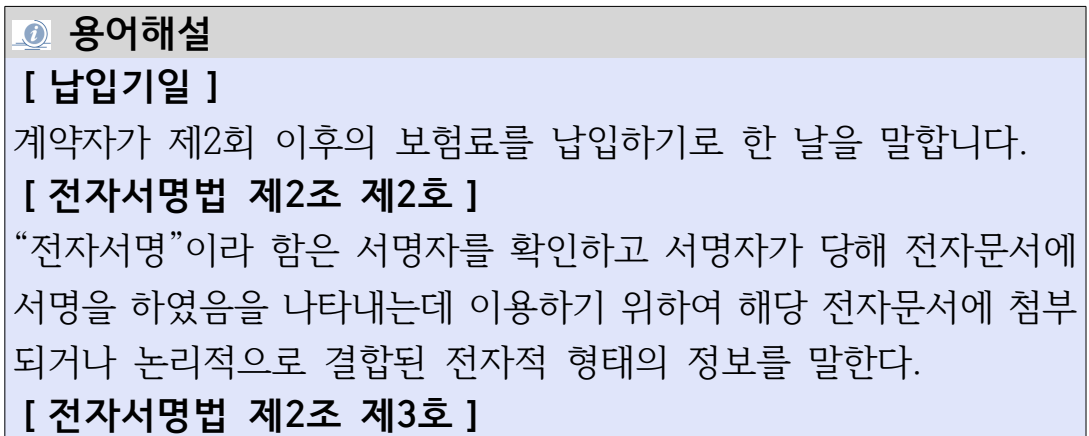 용어해설
[ 납입기일 ]
계약자가 제2회 이후의 보험료를 납입하기로 한 날을 말합니다.
[ 전자서명법 제2조 제2호 ]
“전자서명”이라 함은 서명자를 확인하고 서명자가 당해 전자문서에
서명을 하였음을 나타내는데 이용하기 위하여 해당 전자문서에 첨부
되거나 논리적으로 결합된 전자적 형태의 정보를 말한다.
[ 전자서명법 제2조 제3호 ]